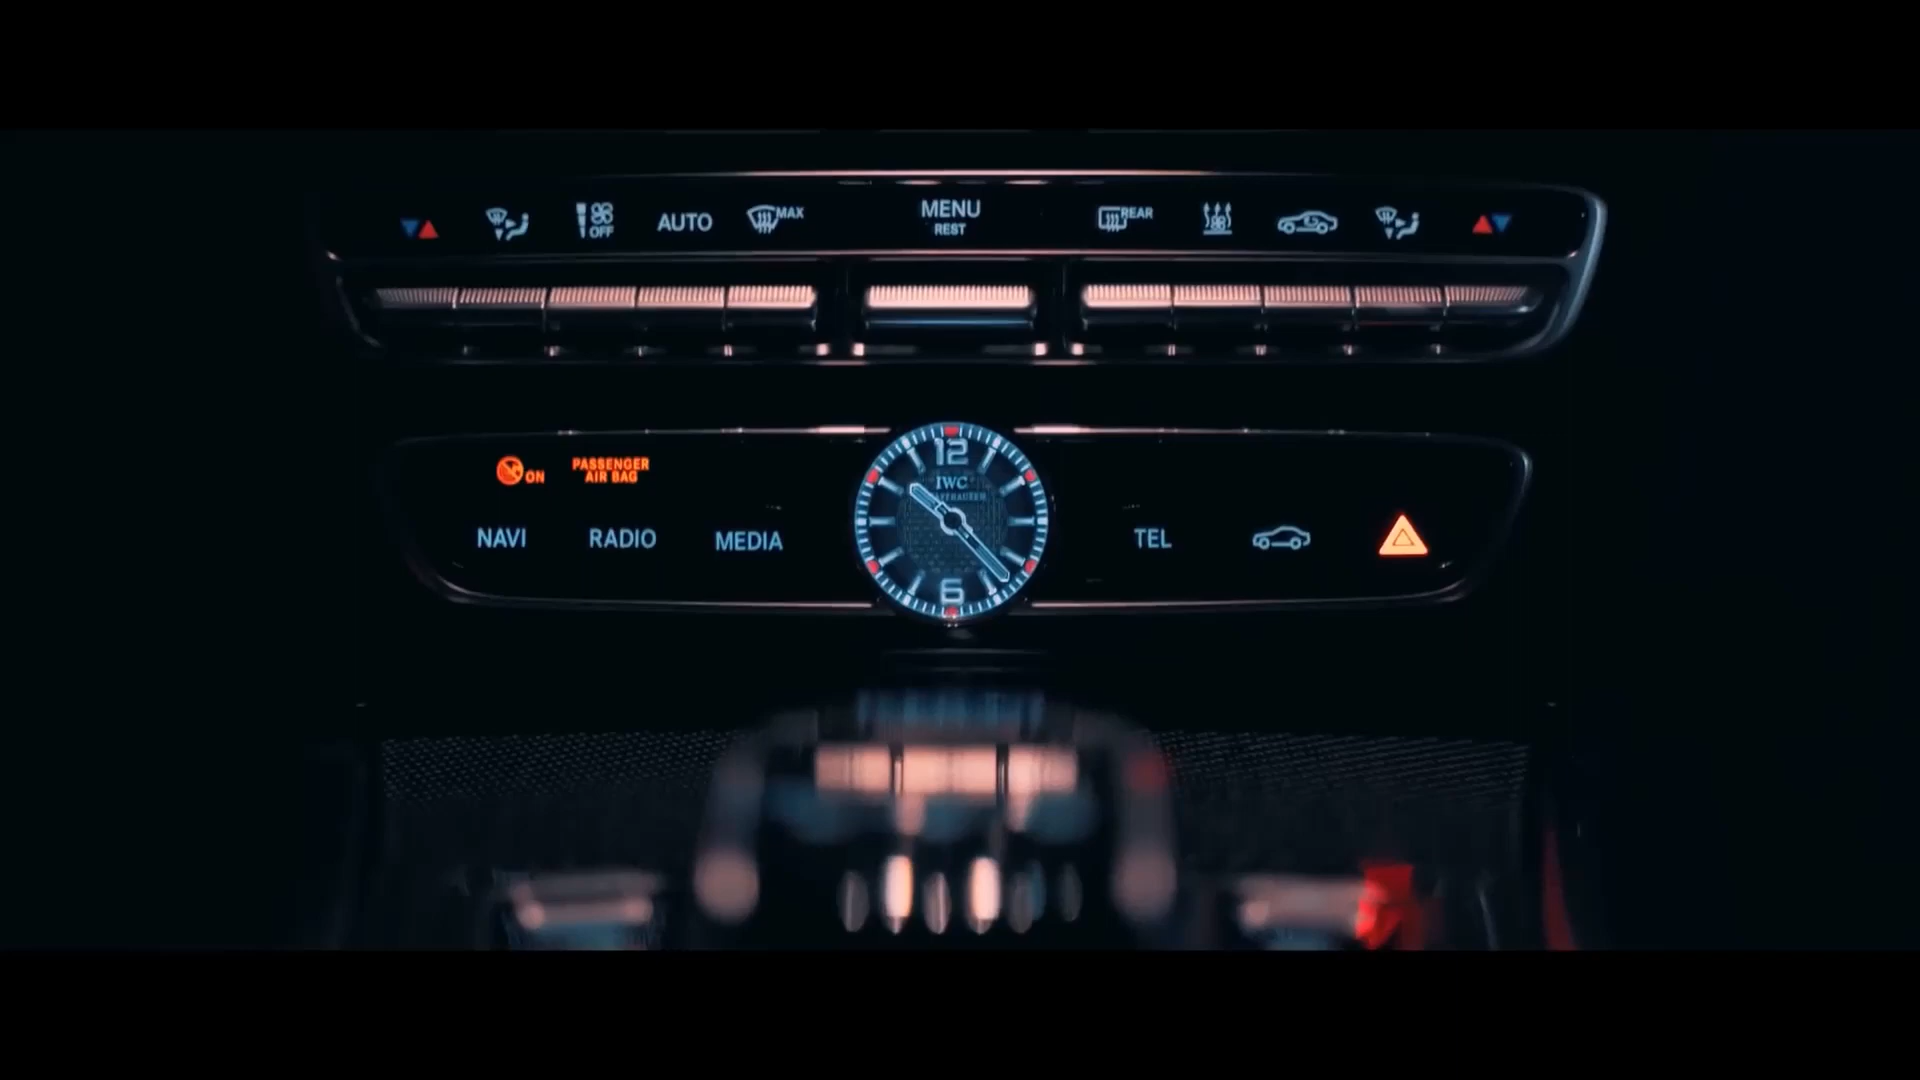 OFF
AUTO
MAX
MENU
REST
REAR
ON
PASSENGER
AIR BAG
NAVI
RADIO
MEDIA
12
IWC
6
TEL